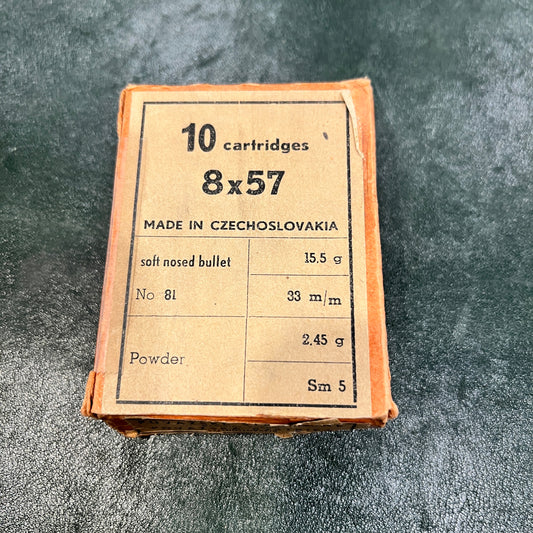 10 cartridges
8x57
MADE IN CZECHOSLOVAKIA
soft nosed bullet 15.5 g
No 81 33 m/m
Powder 2.45 g
Sm 5